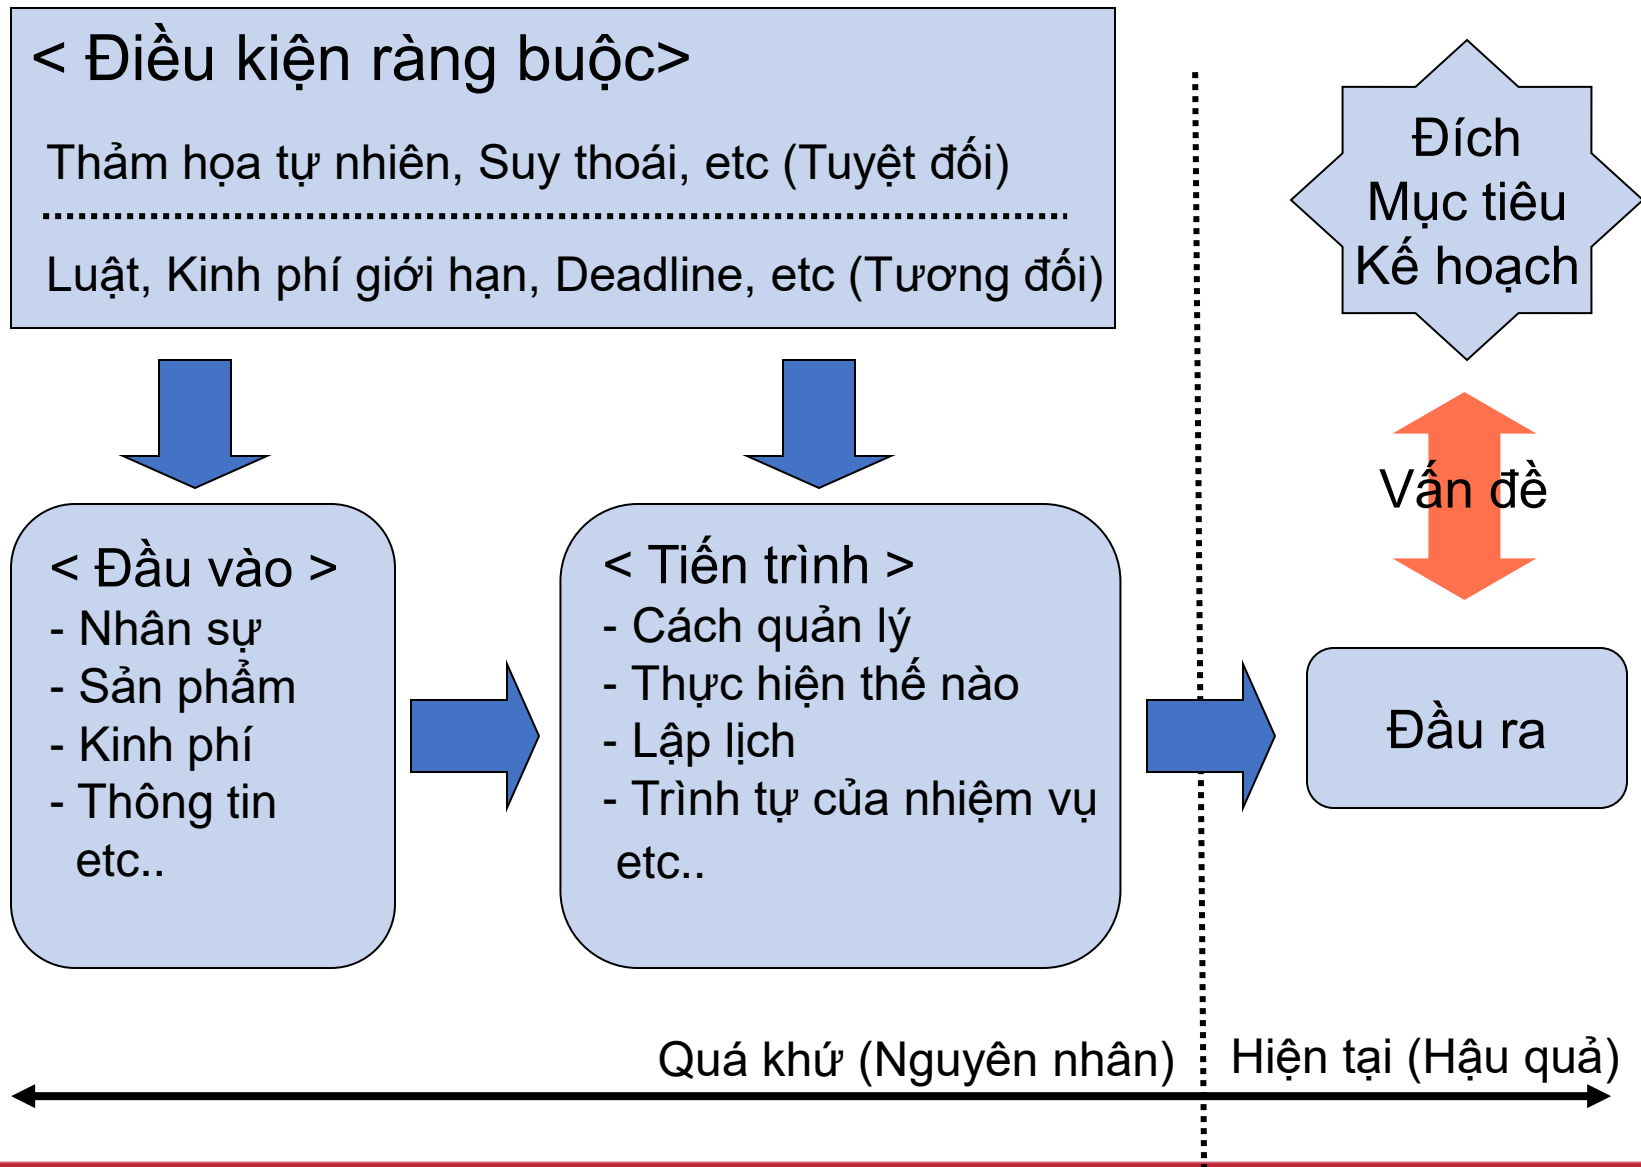 < Điều kiện ràng buộc>
Thảm họa tự nhiên, Suy thoái, etc (Tuyệt đối)
Luật, Kinh phí giới hạn, Deadline, etc (Tương đối)
Đích
Mục tiêu
Kế hoạch
Vấn đề
< Đầu vào >
- Nhân sự
- Sản phẩm
- Kinh phí
- Thông tin
etc..
< Tiến trình >
- Cách quản lý
- Thực hiện thế nào
- Lập lịch
- Trình tự của nhiệm vụ
etc..
Đầu ra
Quá khứ (Nguyên nhân)
Hiện tại (Hậu quả)